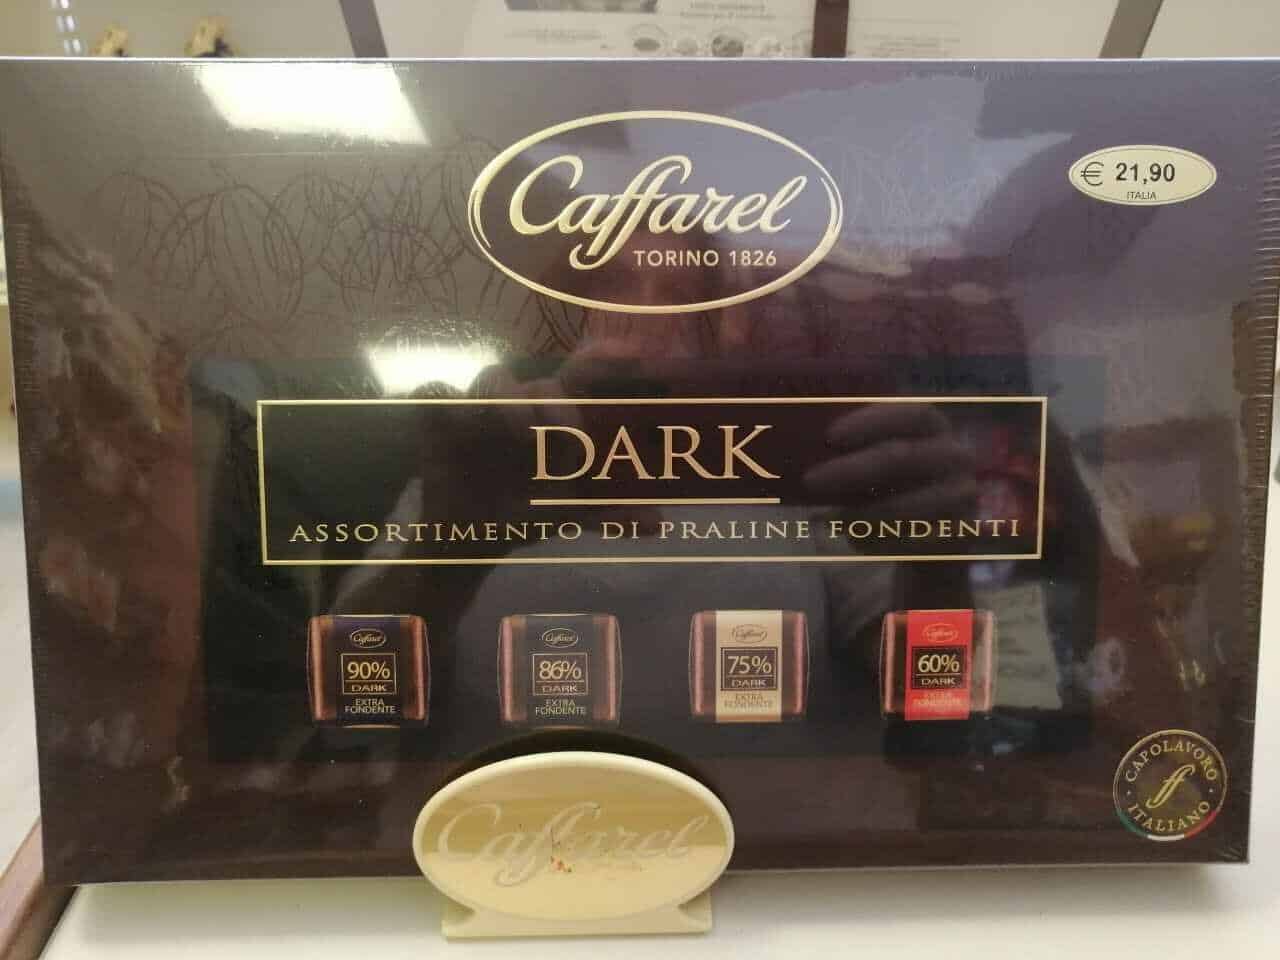 Caffarel
TORINO 1826
€ 21,90
ITALIA
DARK
ASSORTIMENTO DI PRALINE FONDENTI
Caffarel
90%
DARK
EXTRA
FONDENTE
Caffarel
86%
DARK
EXTRA
FONDENTE
Caffarel
75%
DARK
EXTRA
FONDENTE
Caffarel
60%
DARK
EXTRA
FONDENTE
CAPOLAVORO
ff
ITALIANO
Caffarel